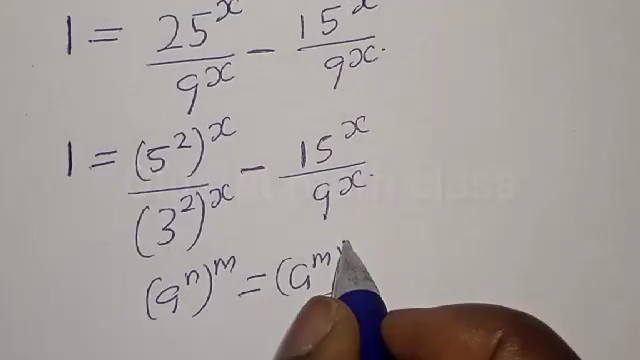 1 = 25^x / 9^x - 15^x / 9^x.
1 = (5^2)^x / (3^2)^x - 15^x / 9^x.
(a^n)^m = (a^m